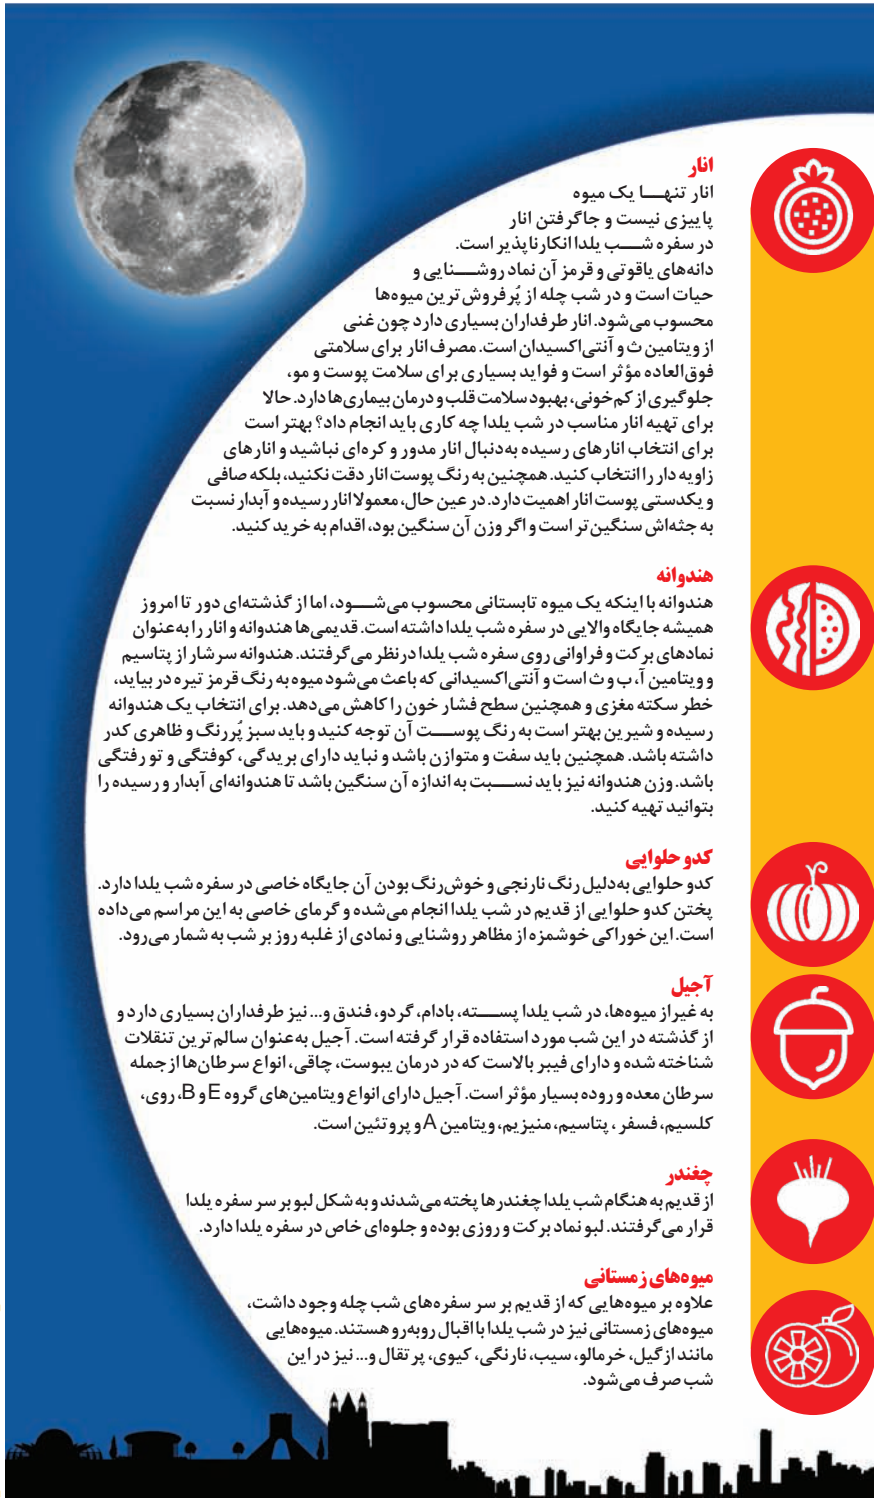 انار
انار تنهـــا یک میوه
پاییزی نیست و جاگرفتن انار
در سفره شـــب یلدا انکارناپذیر است.
دانه‌های یاقوتی و قرمز آن نماد روشـــنایی و
حیات است و در شب چله از پُرفروش‌ترین میوه‌ها
محسوب می‌شود. انار طرفداران بسیاری دارد چون غنی
از ویتامین ث و آنتی‌اکسیدان است. مصرف انار برای سلامتی
فوق‌العاده مؤثر است و فواید بسیاری برای سلامت پوست و مو،
جلوگیری از کم‌خونی، بهبود سلامت قلب و درمان بیماری‌ها دارد. حالا
برای تهیه انار مناسب در شب یلدا چه کاری باید انجام داد؟ بهتر است
برای انتخاب انارهای رسیده به‌دنبال انار مدور و کره‌ای نباشید و انارهای
زاویه دار را انتخاب کنید. همچنین به رنگ پوست انار دقت نکنید، بلکه صافی
و یکدستی پوست انار اهمیت دارد. در عین حال، معمولا انار رسیده و آبدار نسبت
به جثه‌اش سنگین‌تر است و اگر وزن آن سنگین بود، اقدام به خرید کنید.
هندوانه
هندوانه با اینکه یک میوه تابستانی محسوب می‌شـــود، اما از گذشته‌ای دور تا امروز
همیشه جایگاه والایی در سفره شب یلدا داشته است. قدیمی‌ها هندوانه و انار را به‌عنوان
نمادهای برکت و فراوانی روی سفره شب یلدا درنظر می‌گرفتند. هندوانه سرشار از پتاسیم
و ویتامین آ، ب و ث است و آنتی‌اکسیدانی که باعث می‌شود میوه به رنگ قرمز تیره در بیاید،
خطر سکته مغزی و همچنین سطح فشار خون را کاهش می‌دهد. برای انتخاب یک هندوانه
رسیده و شیرین بهتر است به رنگ پوســـت آن توجه کنید و باید سبز پُررنگ و ظاهری کدر
داشته باشد. همچنین باید سفت و متوازن باشد و نباید دارای بریدگی، کوفتگی و تو رفتگی
باشد. وزن هندوانه نیز باید نســـبت به اندازه آن سنگین باشد تا هندوانه‌ای آبدار و رسیده را
بتوانید تهیه کنید.
کدو حلوایی
کدو حلوایی به‌دلیل رنگ نارنجی و خوش‌رنگ بودن آن جایگاه خاصی در سفره شب یلدا دارد.
پختن کدو حلوایی از قدیم در شب یلدا انجام می‌شده و گرمای خاصی به این مراسم می‌داده
است. این خوراکی خوشمزه از مظاهر روشنایی و نمادی از غلبه روز بر شب به شمار می‌رود.
آجیل
به غیر از میوه‌ها، در شب یلدا پســـته، بادام، گردو، فندق و... نیز طرفداران بسیاری دارد و
از گذشته در این شب مورد استفاده قرار گرفته است. آجیل به‌عنوان سالم‌ترین تنقلات
شناخته شده و دارای فیبر بالاست که در درمان یبوست، چاقی، انواع سرطان‌ها ازجمله
سرطان معده و روده بسیار مؤثر است. آجیل دارای انواع ویتامین‌های گروه E و B، روی،
کلسیم، فسفر ، پتاسیم، منیزیم، ویتامین A و پروتئین است.
چغندر
از قدیم به هنگام شب یلدا چغندرها پخته می‌شدند و به شکل لبو بر سر سفره یلدا
قرار می‌گرفتند. لبو نماد برکت و روزی بوده و جلوه‌ای خاص در سفره یلدا دارد.
میوه‌های زمستانی
علاوه بر میوه‌هایی که از قدیم بر سر سفره‌های شب چله وجود داشت،
میوه‌های زمستانی نیز در شب یلدا با اقبال روبه‌رو هستند. میوه‌هایی
مانند ازگیل، خرمالو، سیب، نارنگی، کیوی، پرتقال و... نیز در این
شب صرف می‌شود.